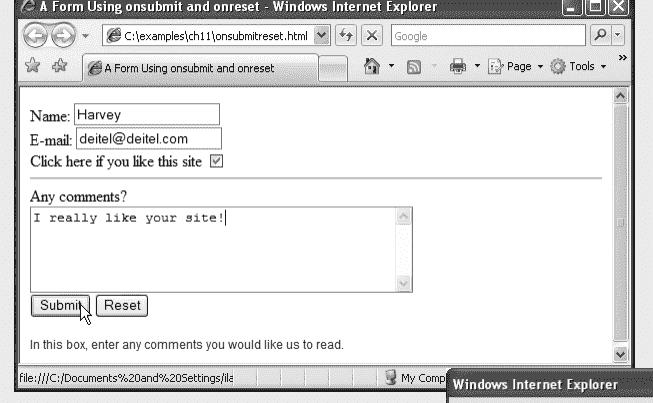 A Form Using onsubmit and onreset - Windows Internet Explorer
C:\examples\ch11\onsubmitreset.html
Google
A Form Using onsubmit and onreset
Page
Tools
Name: Harvey
E-mail: deitel@deitel.com
Click here if you like this site
Any comments?
I really like your site!
Submit Reset
In this box, enter any comments you would like us to read.
file:///C:/Documents%20and%20Settings/ila
My Comp
Windows Internet Explorer